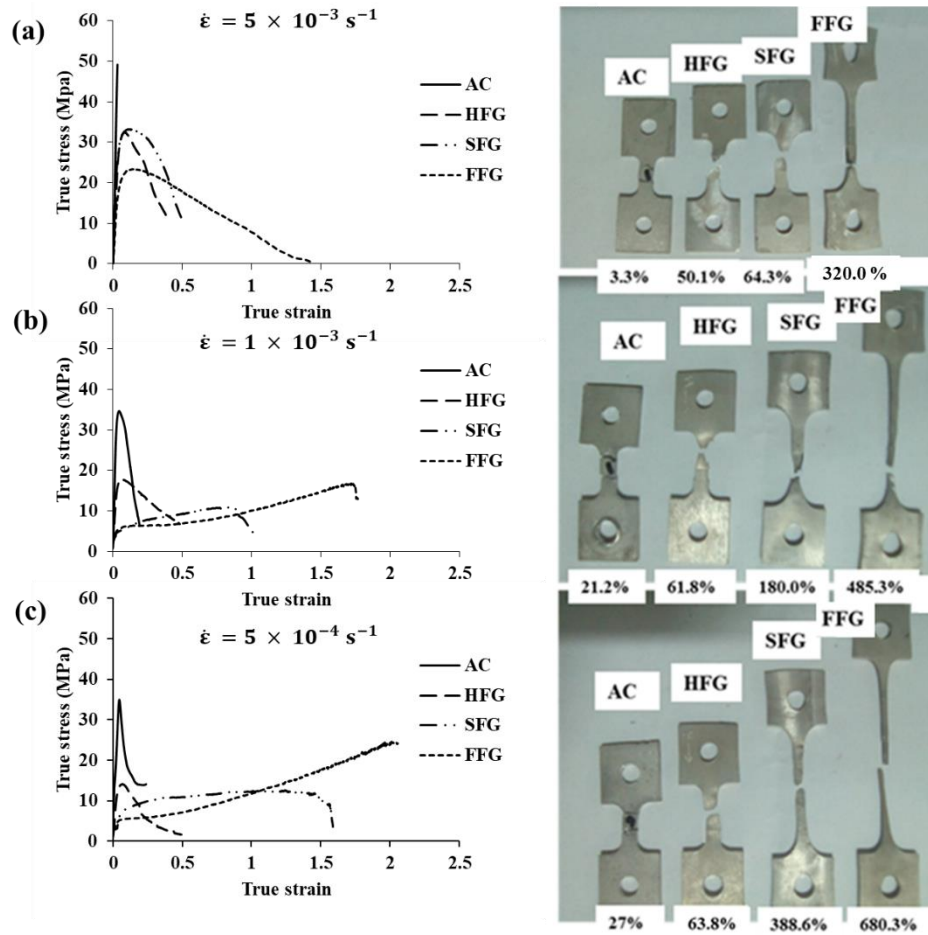 (a)
ε̇ = 5 × 10⁻³ s⁻¹
True stress (Mpa)
60
50
40
30
20
10
0
0 0.5 1 1.5 2 2.5
True strain
AC
HFG
SFG
FFG
AC
HFG
SFG
FFG
3.3% 50.1% 64.3% 320.0 %
(b)
ε̇ = 1 × 10⁻³ s⁻¹
True stress (MPa)
60
50
40
30
20
10
0
0 0.5 1 1.5 2 2.5
True strain
AC
HFG
SFG
FFG
AC
HFG
SFG
FFG
21.2% 61.8% 180.0% 485.3%
(c)
ε̇ = 5 × 10⁻⁴ s⁻¹
True stress (MPa)
60
50
40
30
20
10
0
0 0.5 1 1.5 2 2.5
True strain
AC
HFG
SFG
FFG
AC
HFG
SFG
FFG
27% 63.8% 388.6% 680.3%